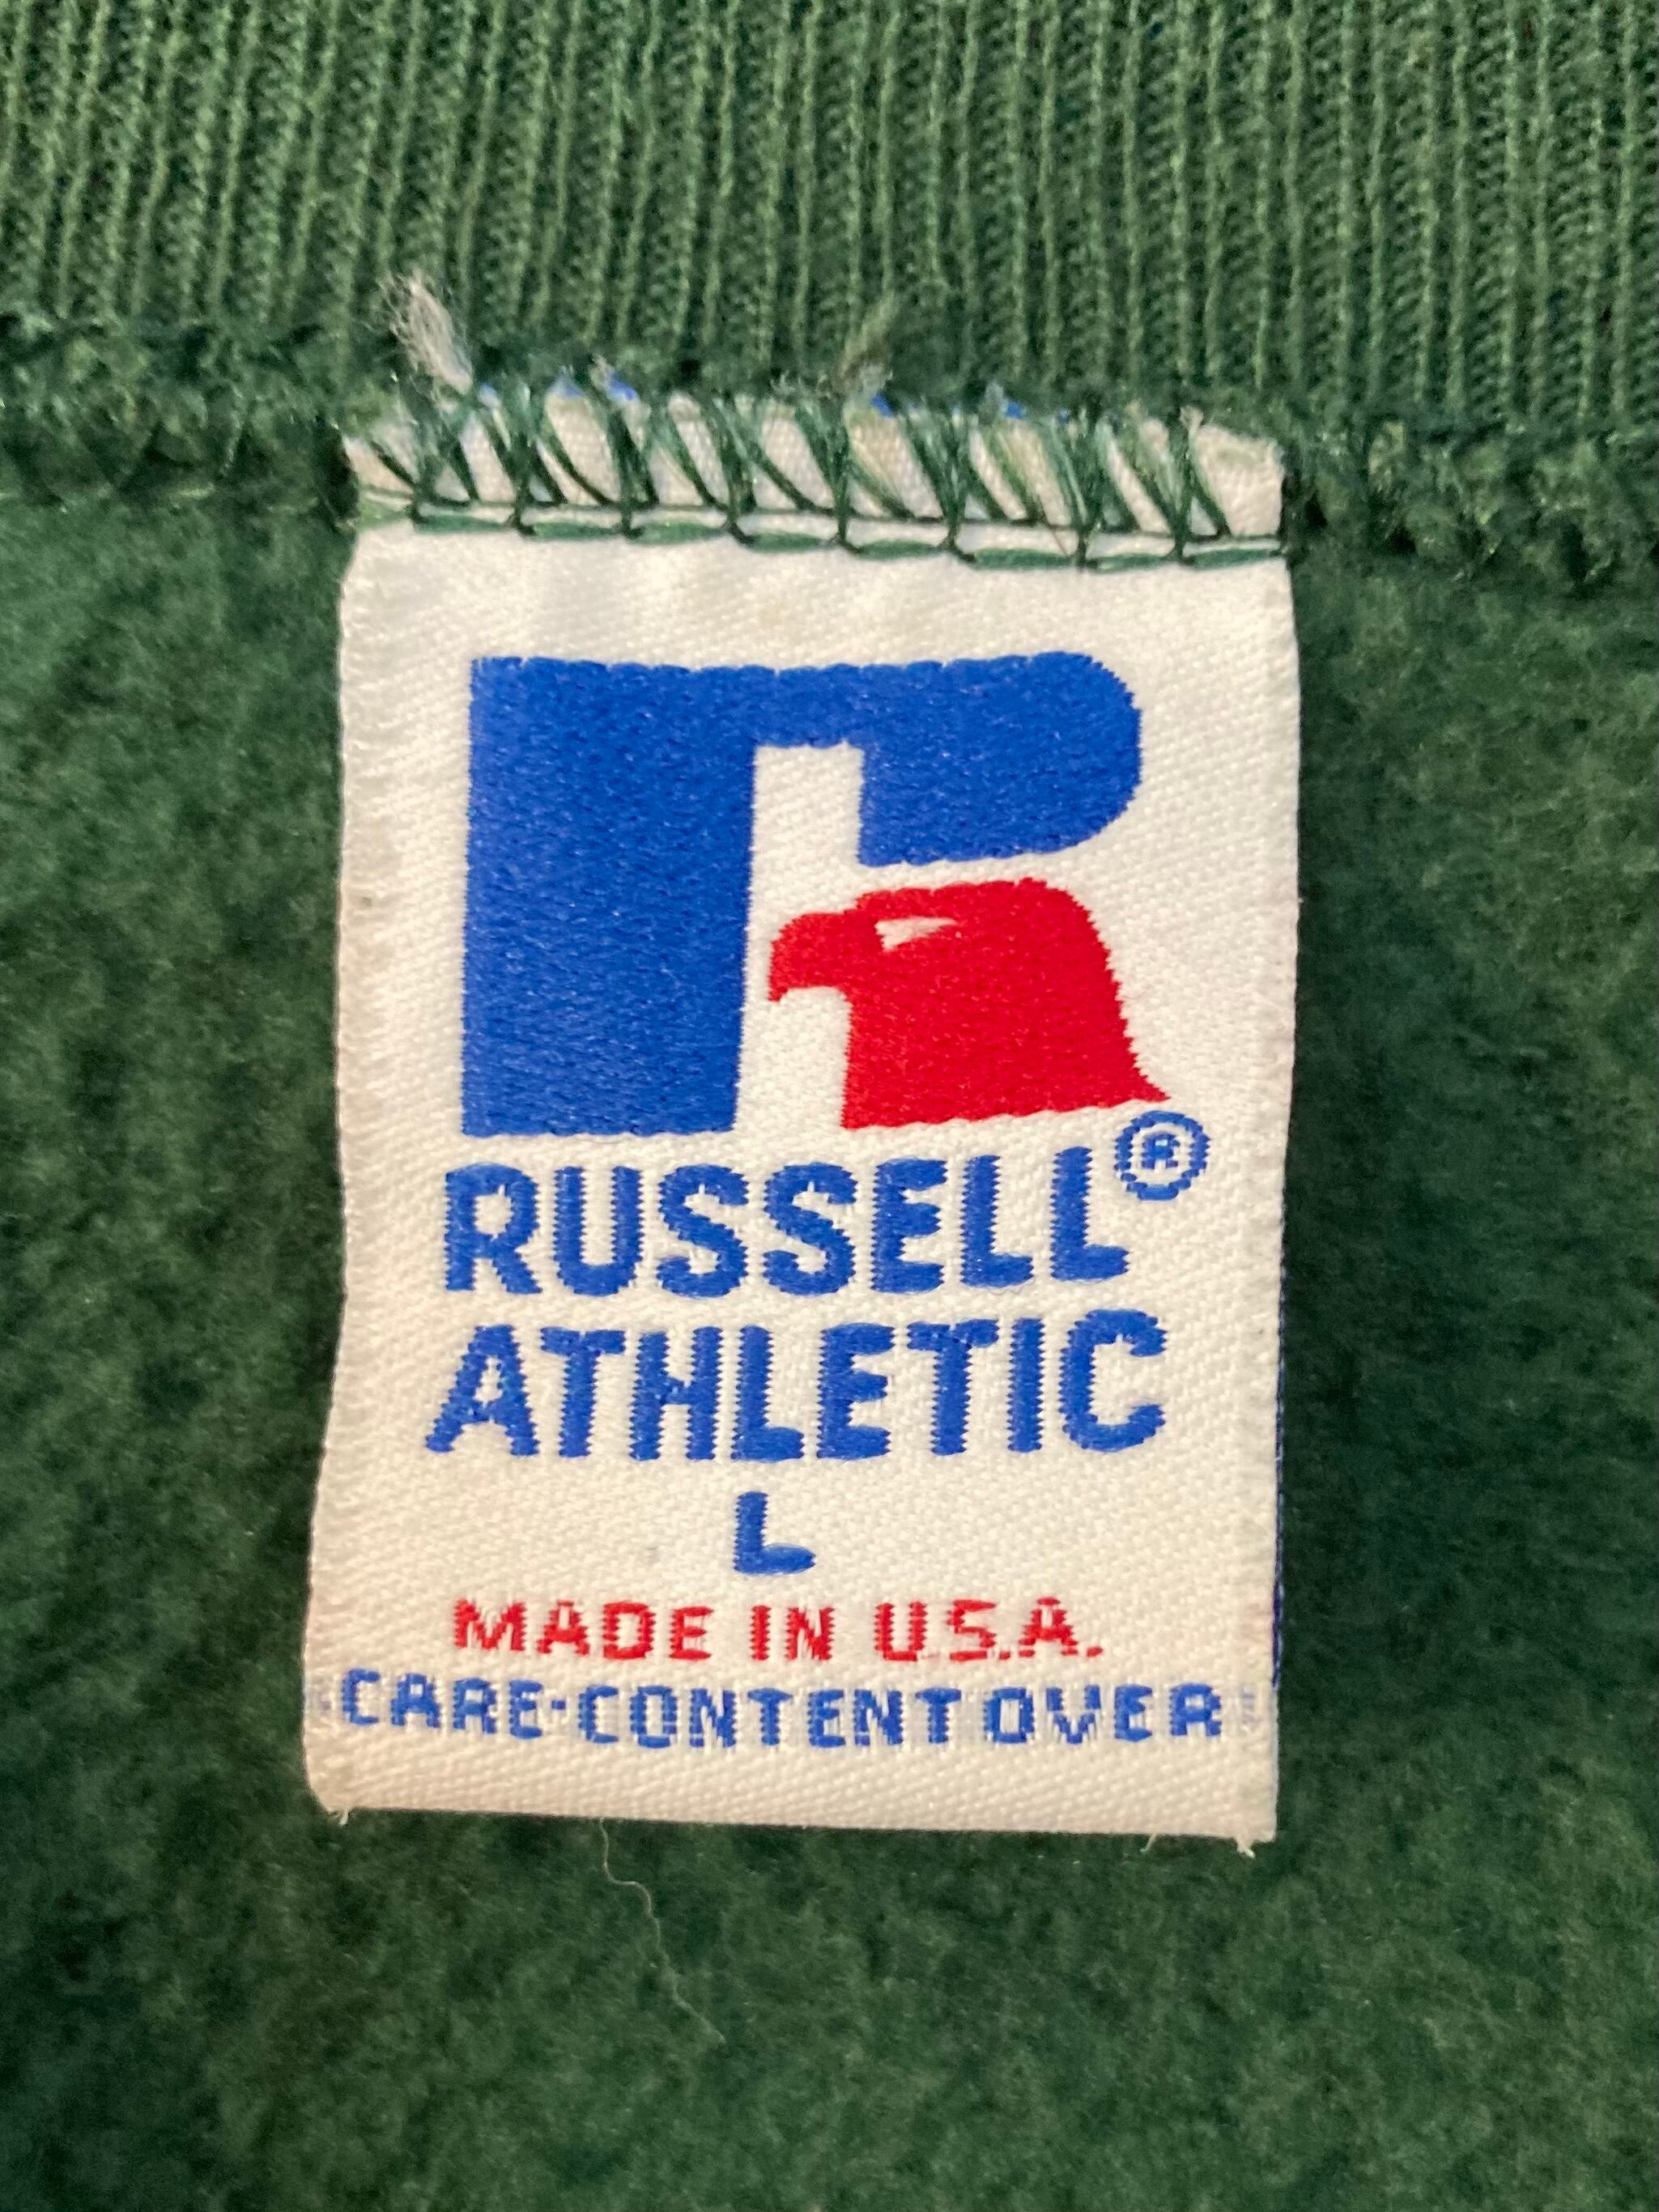 RUSSELL®
ATHLETIC
L
MADE IN U.S.A.
CARE-CONTENT OVER